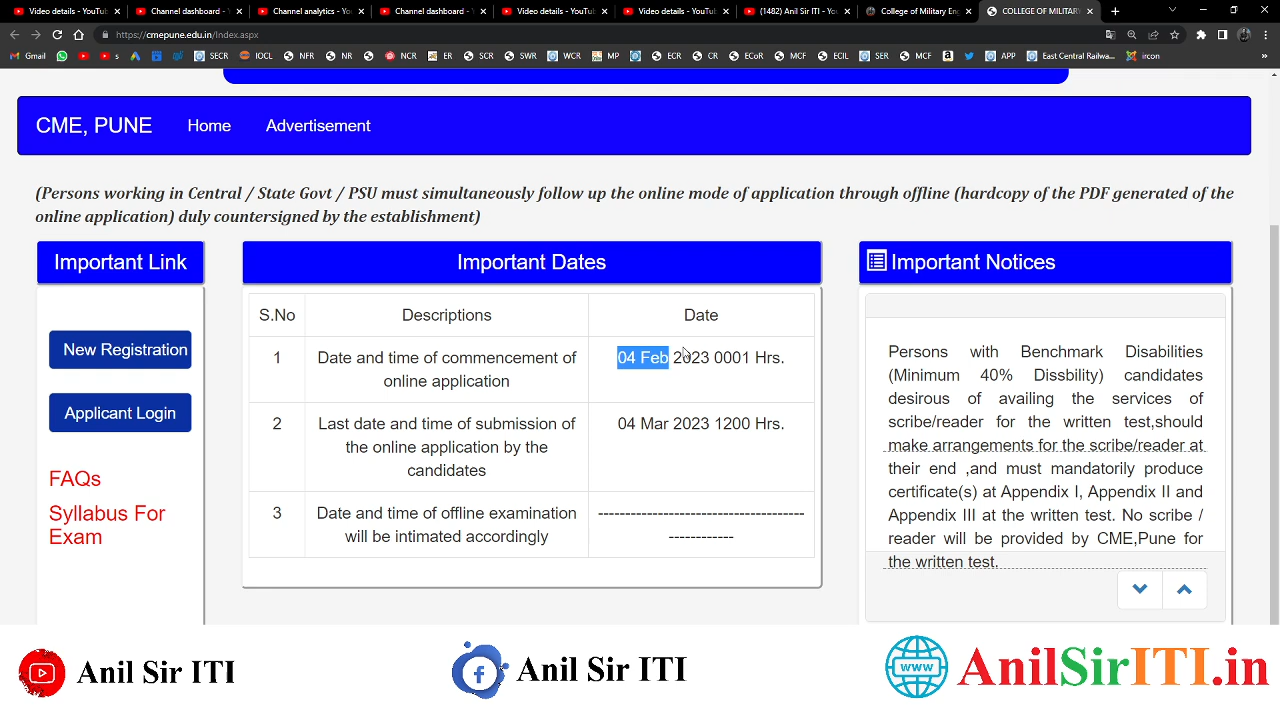 Channel dashboard - YouTub
Channel dashboard - Y
Channel analytics - Yo
Channel dashboard - Y
Video details - YouTub
Video details - YouTub
(1482) Anil Sir ITI - Yo
College of Military Eng
COLLEGE OF MILITARY
https://cmepune.edu.in/Index.aspx
Gmail
s
SECR
IOCL
NFR
NR
NCR
ER
SCR
SWR
WCR
MP
ECR
CR
ECoR
MCF
ECIL
SER
MCF
APP
East Central Railwa...
ircon
CME, PUNE
Home
Advertisement
(Persons working in Central / State Govt / PSU must simultaneously follow up the online mode of application through offline (hardcopy of the PDF generated of the
online application) duly countersigned by the establishment)
Important Link
New Registration
Applicant Login
FAQs
Syllabus For
Exam
Important Dates
S.No
Descriptions
Date
1
Date and time of commencement of
online application
04 Feb 2023 0001 Hrs.
2
Last date and time of submission of
the online application by the
candidates
04 Mar 2023 1200 Hrs.
3
Date and time of offline examination
will be intimated accordingly
--------------------------------------
------------
Important Notices
Persons with Benchmark Disabilities
(Minimum 40% Dissbility) candidates
desirous of availing the services of
scribe/reader for the written test,should
make arrangements for the scribe/reader at
their end ,and must mandatorily produce
certificate(s) at Appendix I, Appendix II and
Appendix III at the written test. No scribe /
reader will be provided by CME,Pune for
the written test.
Anil Sir ITI
f
Anil Sir ITI
www
AnilSirITI.in